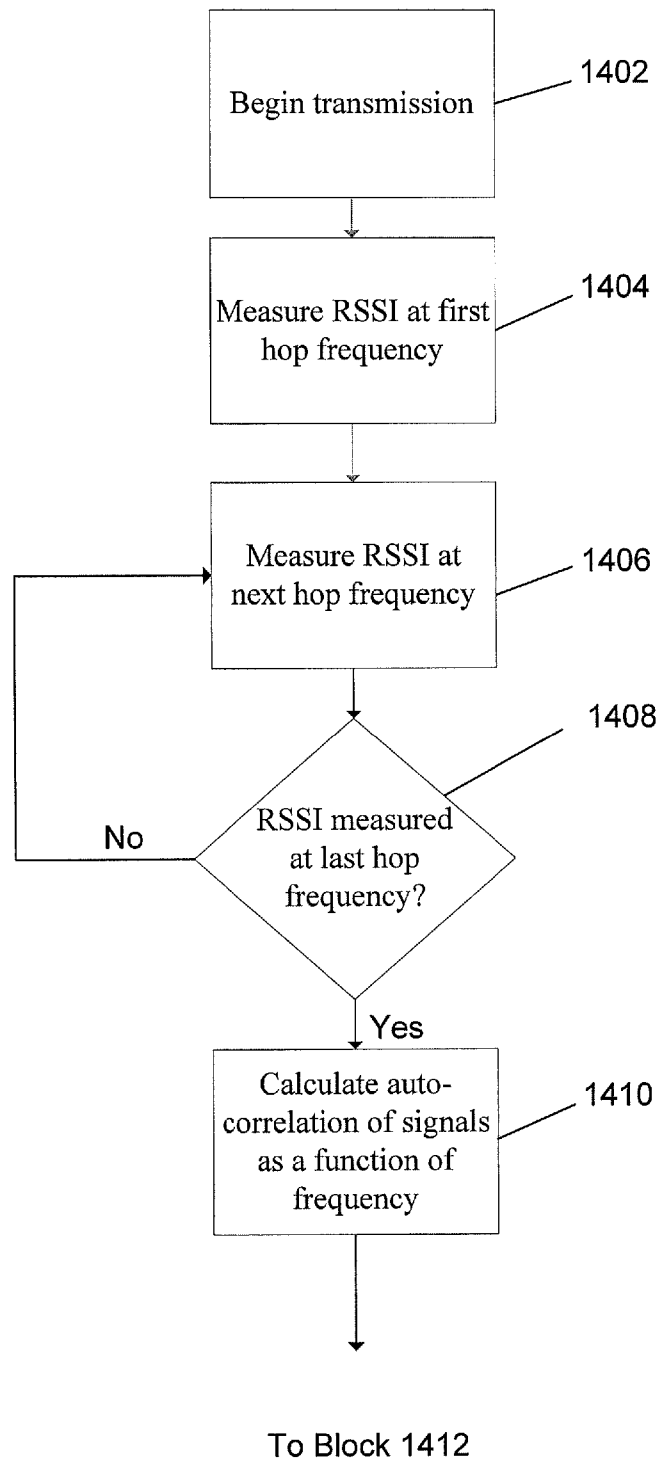 Begin transmission
1402
Measure RSSI at first
hop frequency
1404
Measure RSSI at
next hop frequency
1406
1408
RSSI measured
at last hop
frequency?
No
Yes
Calculate auto-
correlation of signals
as a function of
frequency
1410
To Block 1412